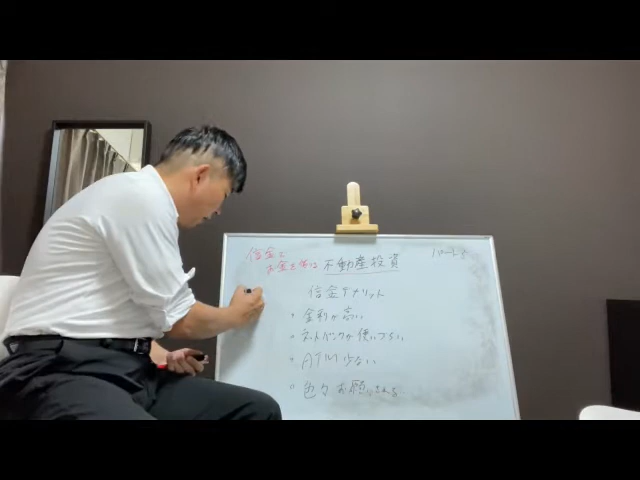 信金に
お金を借り 不動産投資
信金デメリット
・金利が高い
・ネットバンクが使いづらい
・ATM少ない
・色々お願いされる